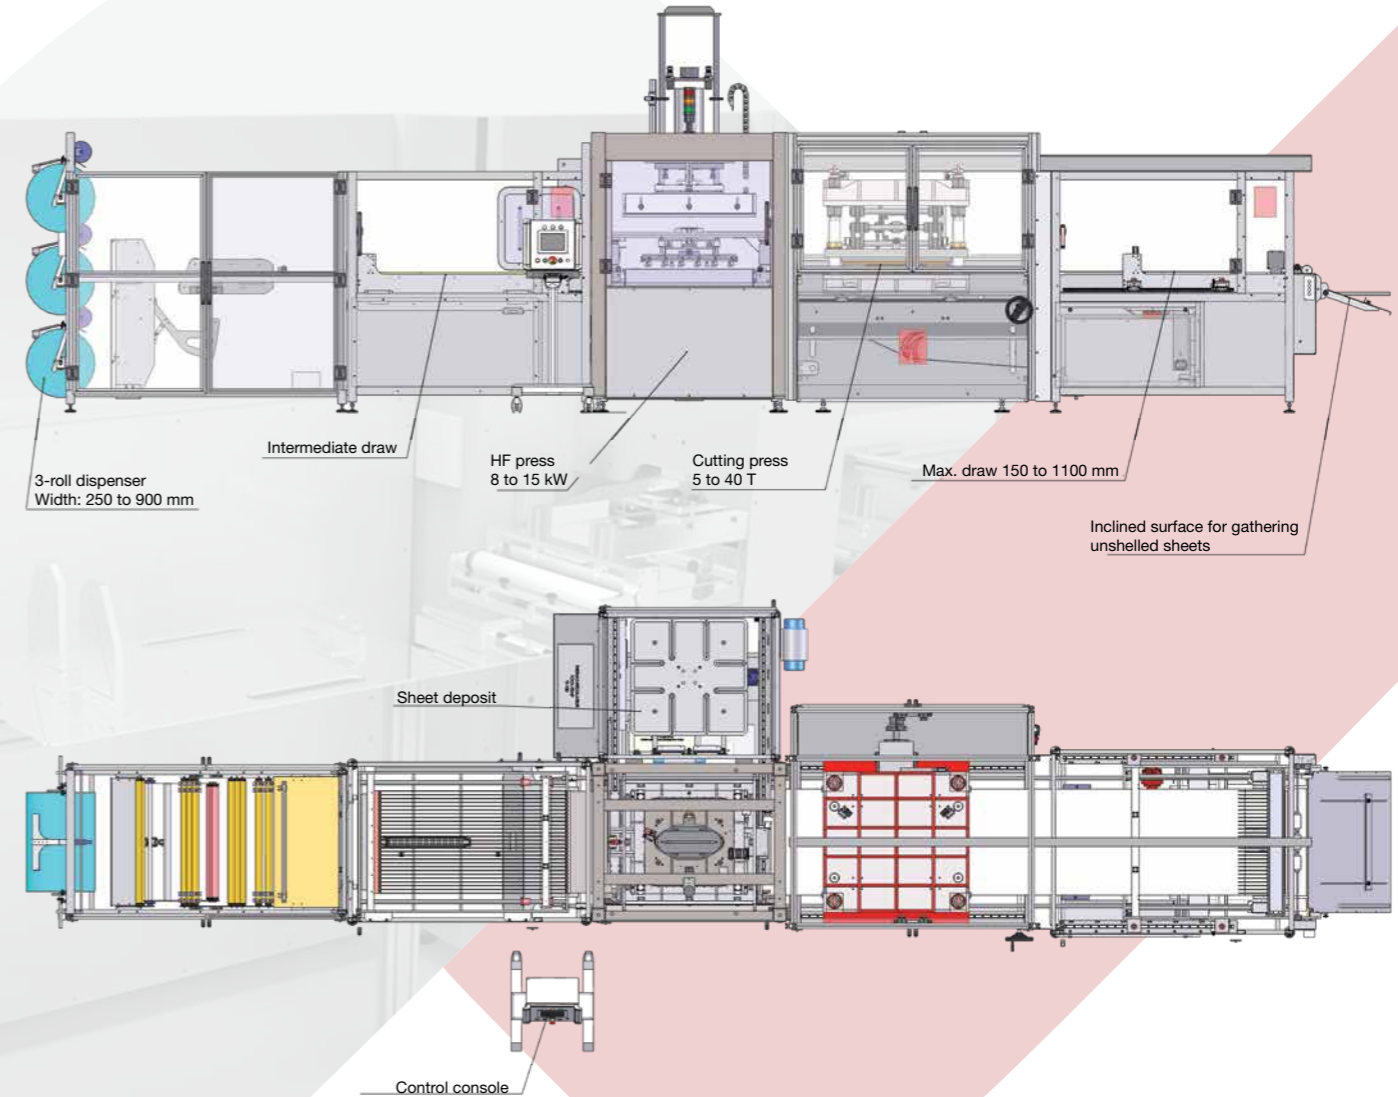 Intermediate draw
3-roll dispenser
Width: 250 to 900 mm
HF press
8 to 15 kW
Cutting press
5 to 40 T
Max. draw 150 to 1100 mm
Inclined surface for gathering
unshelled sheets
Sheet deposit
Control console